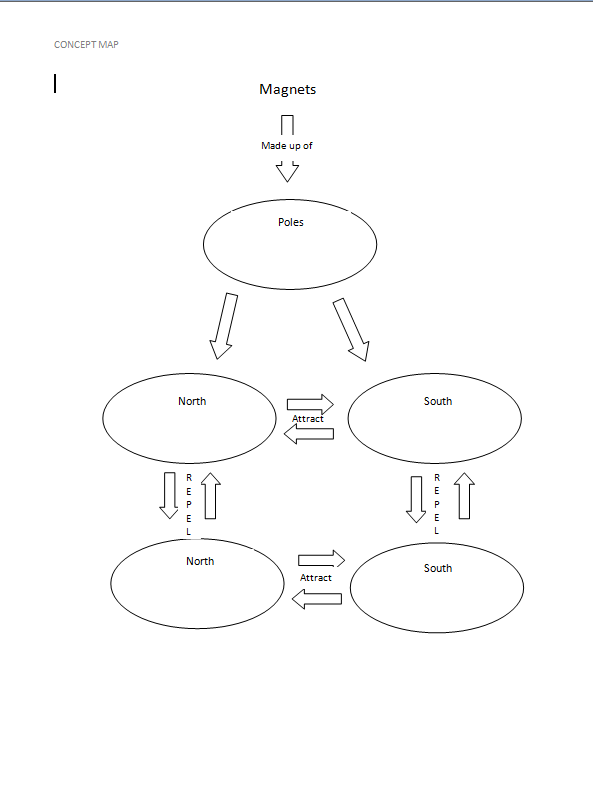 CONCEPT MAP
Magnets
Made up of
Poles
North
South
Attract
R
E
P
E
L
R
E
P
E
L
North
South
Attract